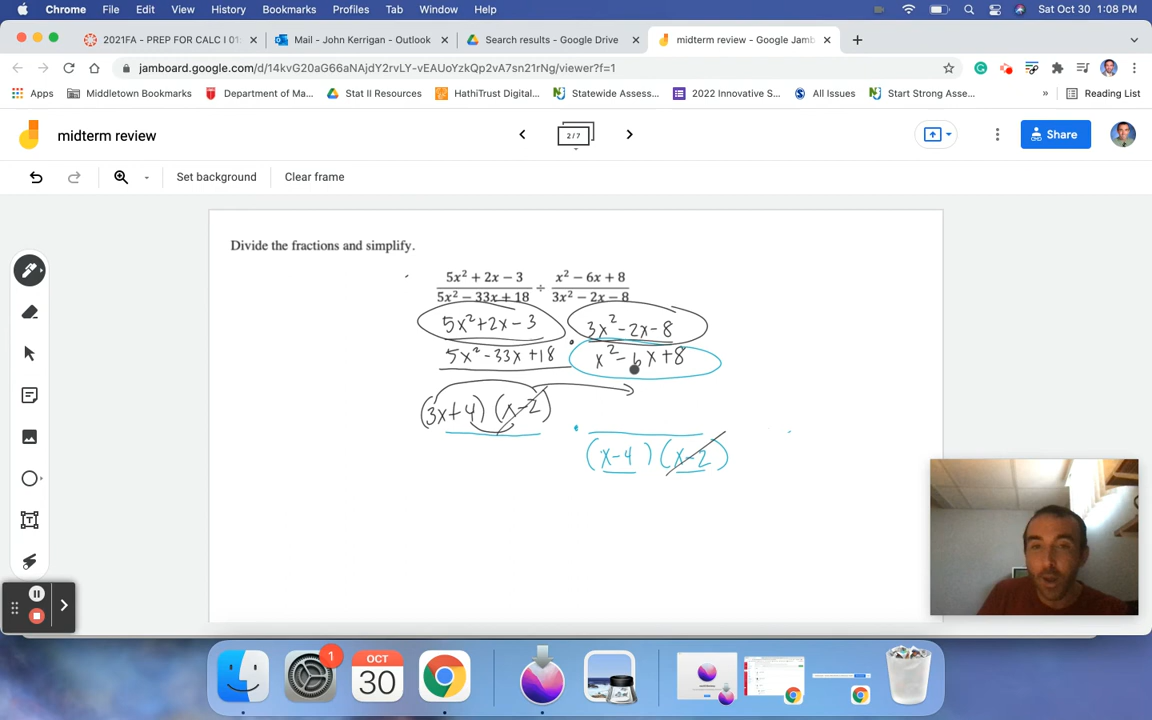 Chrome File Edit View History Bookmarks Profiles Tab Window Help Sat Oct 30 1:08 PM
2021FA - PREP FOR CALC I 01: Mail - John Kerrigan - Outlook Search results - Google Drive midterm review - Google Jamb
jamboard.google.com/d/14kvG20aG66aNAjdY2rvLY-vEAUoYzkQp2vA7sn21rNg/viewer?f=1
Apps Middletown Bookmarks Department of Ma... Stat II Resources HathiTrust Digital... Statewide Assess... 2022 Innovative S... All Issues Start Strong Asse... » Reading List
midterm review 2/7 Share
Set background Clear frame
Divide the fractions and simplify.
5x² + 2x − 3 x² − 6x + 8
÷
5x² − 33x + 18 3x² − 2x − 8
5x²+2x−3 3x²−2x−8
·
5x²−33x+18 x²−6x+8
(3x+4) (x−2)
·
(x−4) (x−2)
1
OCT
30